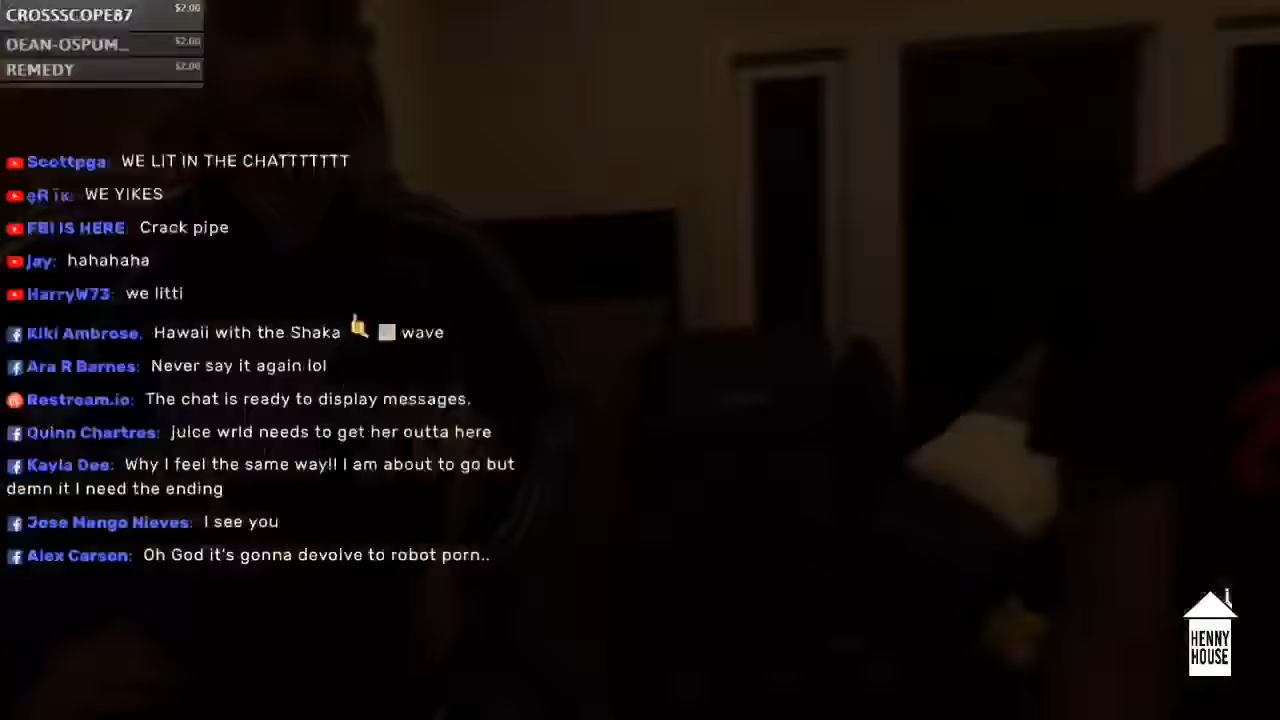 CROSSSCOPE87 $2.00
DEAN-OSPUM_ $2.00
REMEDY $2.00
Scottpga: WE LIT IN THE CHATTTTTTT
WE YIKES
FBI IS HERE: Crack pipe
Jay: hahahaha
HarryW73: we litti
Kiki Ambrose: Hawaii with the Shaka wave
Ara R Barnes: Never say it again lol
Restream.io: The chat is ready to display messages.
Quinn Chartres: juice wrld needs to get her outta here
Kayla Dee: Why I feel the same way!! I am about to go but
damn it I need the ending
Jose Mango Nieves: I see you
Alex Carson: Oh God it's gonna devolve to robot porn..
HENNY
HOUSE